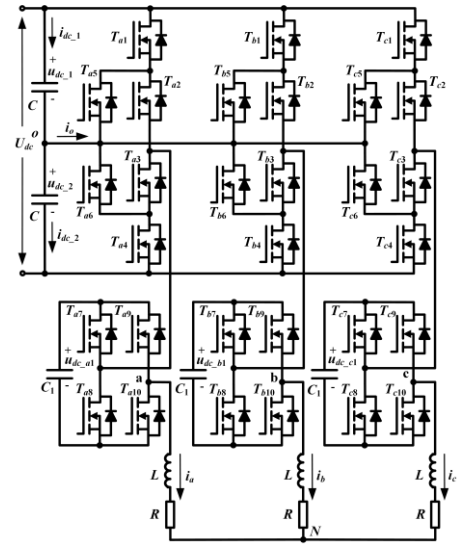 i_dc_1 T_a1 T_b1 T_c1
+ u_dc_1 - C T_a5 T_a2 T_b5 T_b2 T_c5 T_c2
U_dc o i_o
+ u_dc_2 - C T_a3 T_b3 T_c3
T_a6 T_b6 T_c6
i_dc_2 T_a4 T_b4 T_c4
T_a7 T_a9 T_b7 T_b9 T_c7 T_c9
+ u_dc_a1 - + u_dc_b1 - + u_dc_c1 -
a b c
C_1 C_1 C_1
T_a8 T_a10 T_b8 T_b10 T_c8 T_c10
L i_a L i_b L i_c
R R R
N